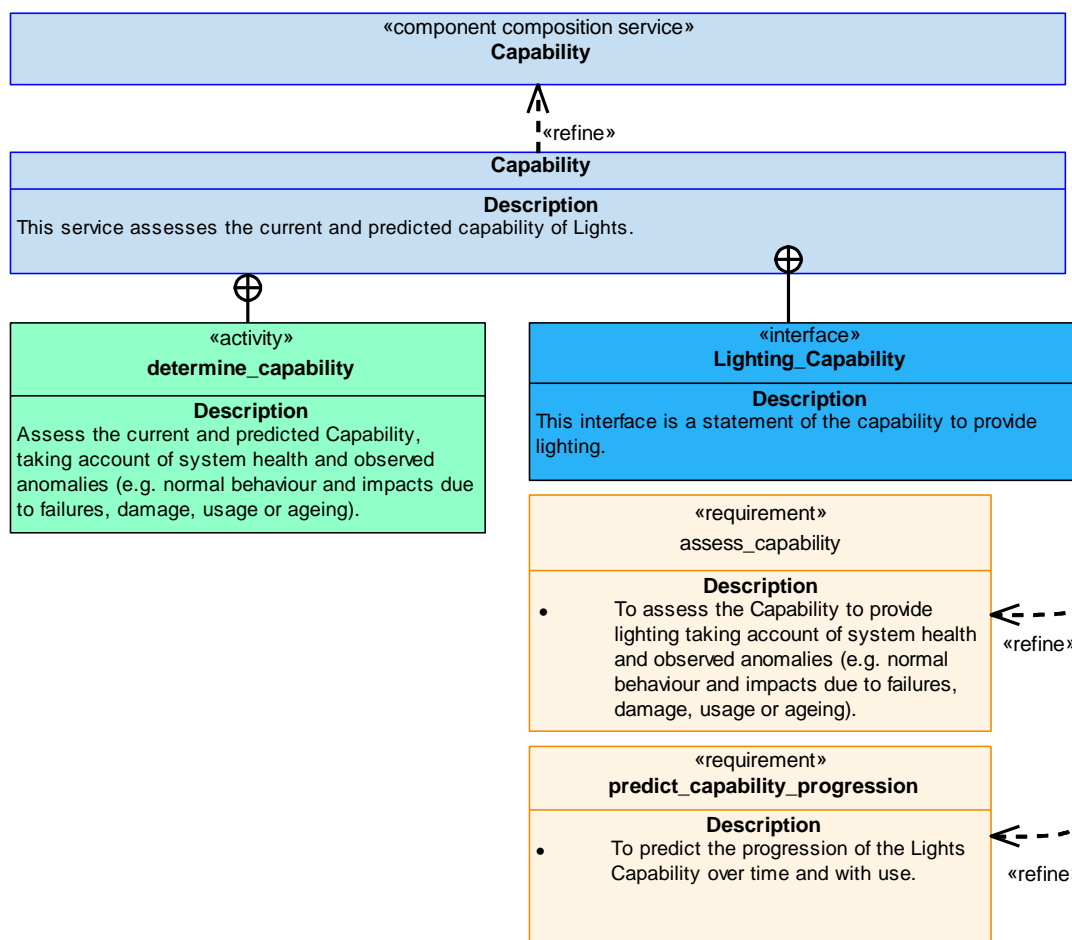 «component composition service»
Capability
«refine»
Capability
Description
This service assesses the current and predicted capability of Lights.
«activity»
determine_capability
Description
Assess the current and predicted Capability,
taking account of system health and observed
anomalies (e.g. normal behaviour and impacts due
to failures, damage, usage or ageing).
«interface»
Lighting_Capability
Description
This interface is a statement of the capability to provide
lighting.
«requirement»
assess_capability
Description
• To assess the Capability to provide
lighting taking account of system health
and observed anomalies (e.g. normal
behaviour and impacts due to failures,
damage, usage or ageing).
«refine»
«requirement»
predict_capability_progression
Description
• To predict the progression of the Lights
Capability over time and with use.
«refine